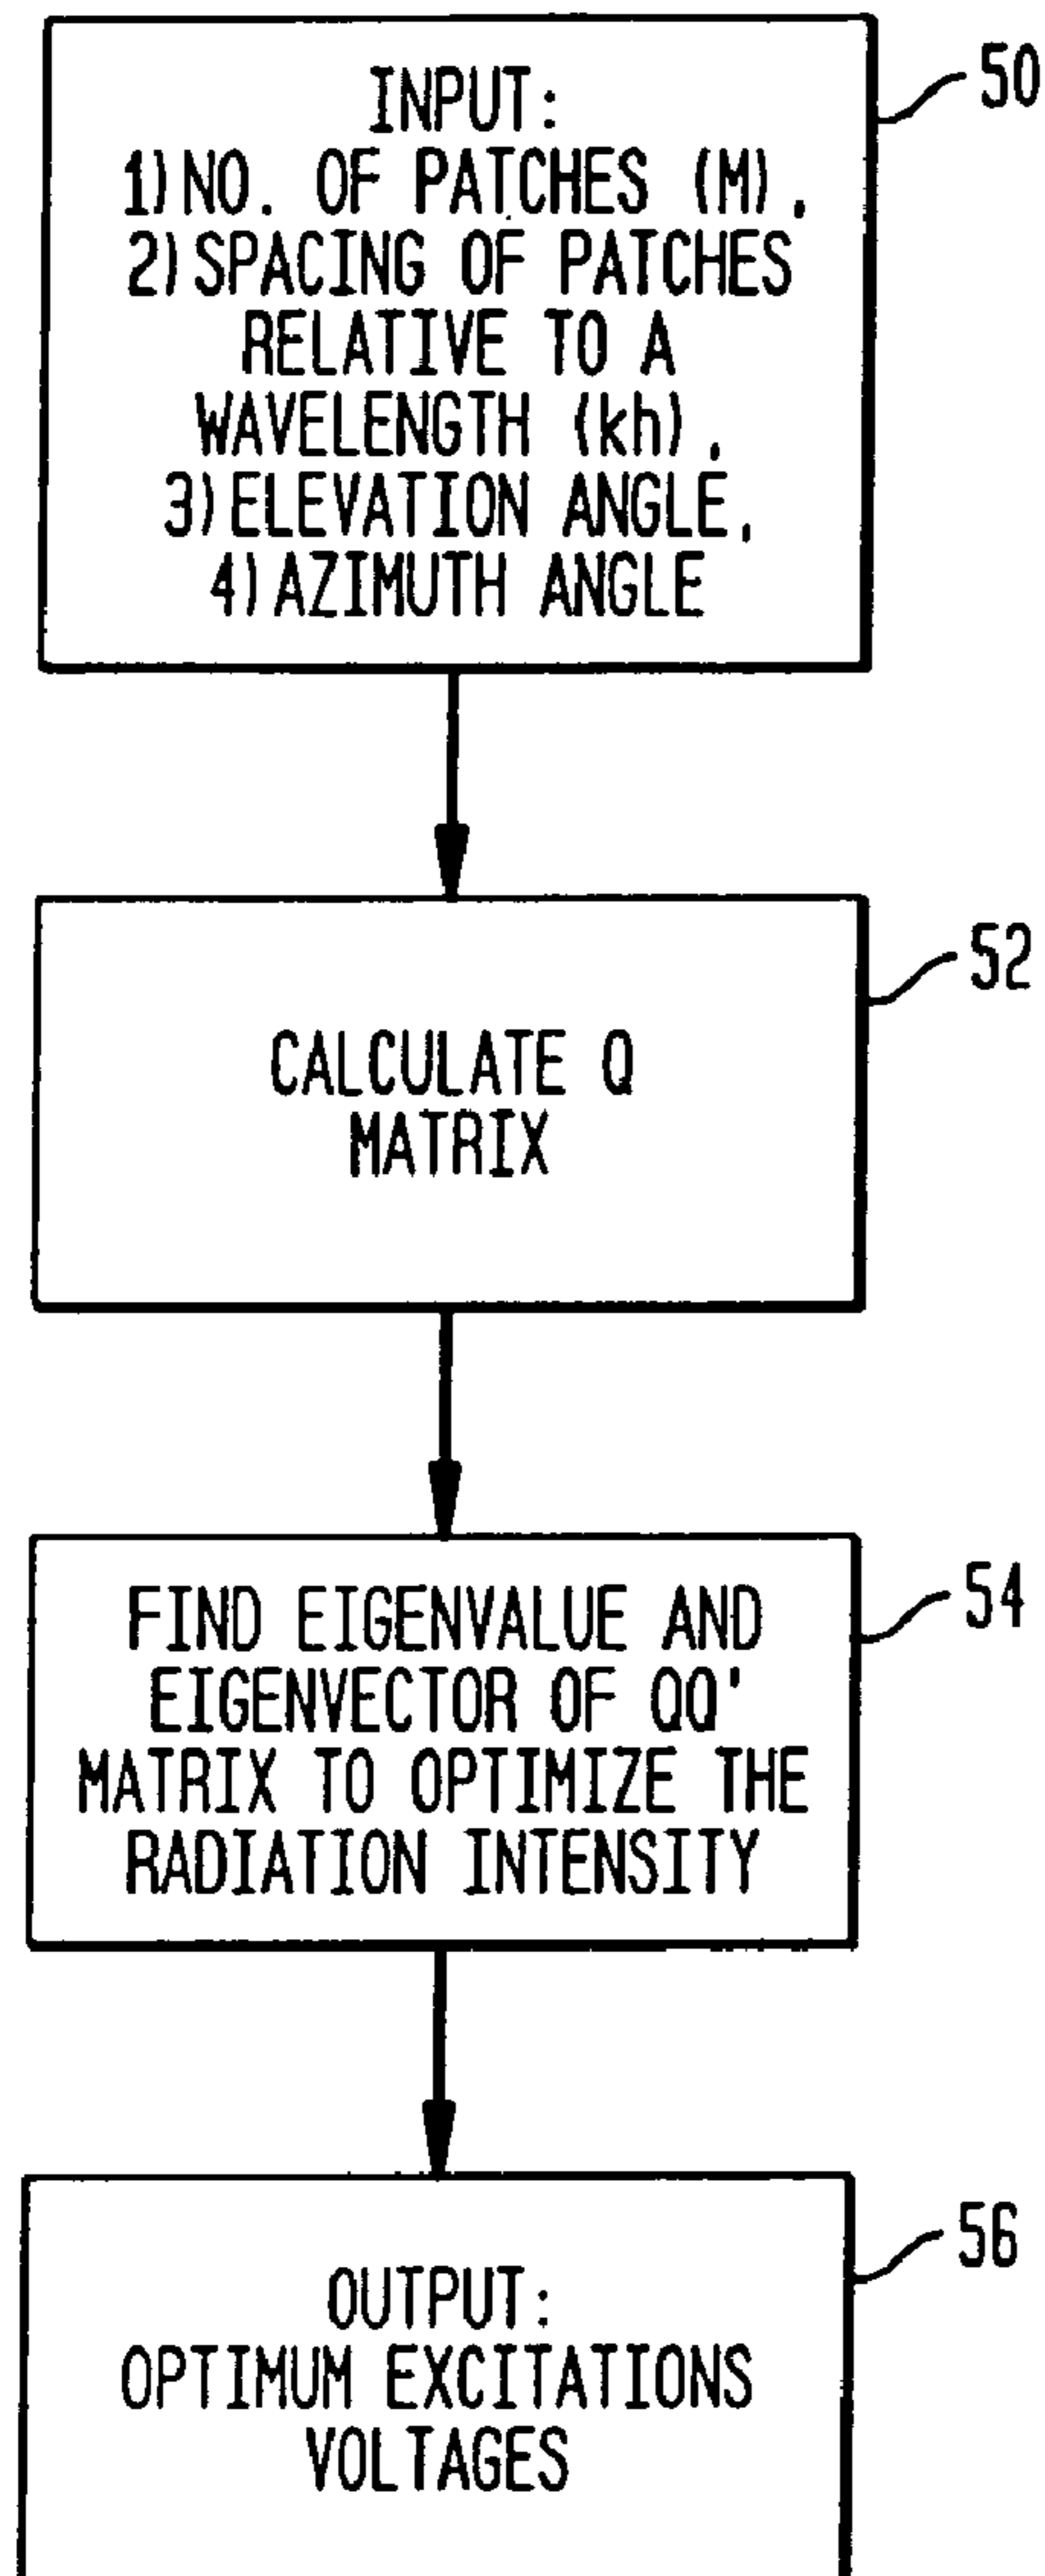 INPUT:
1)NO. OF PATCHES (M),
2)SPACING OF PATCHES
RELATIVE TO A
WAVELENGTH (kh),
3)ELEVATION ANGLE,
4)AZIMUTH ANGLE
50
CALCULATE Q
MATRIX
52
FIND EIGENVALUE AND
EIGENVECTOR OF QQ'
MATRIX TO OPTIMIZE THE
RADIATION INTENSITY
54
OUTPUT:
OPTIMUM EXCITATIONS
VOLTAGES
56